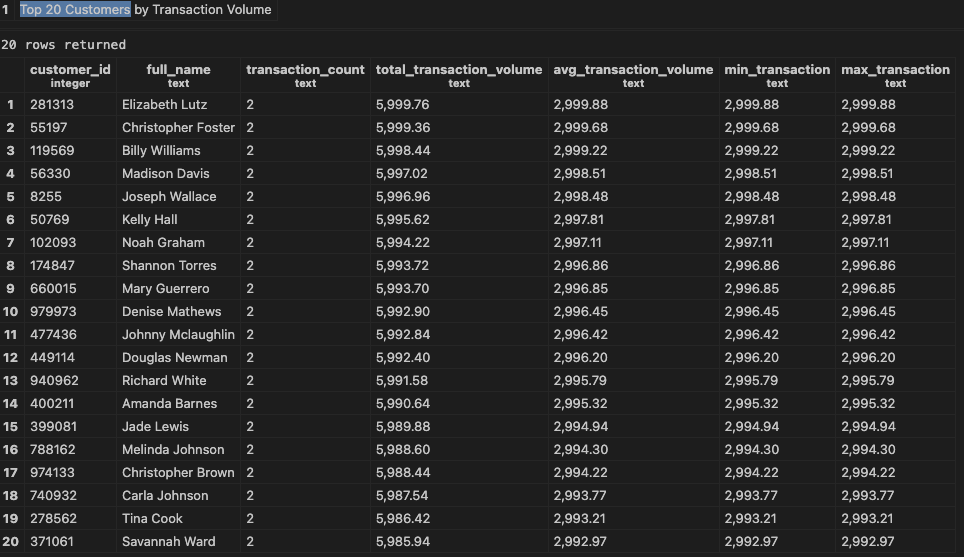 1 Top 20 Customers by Transaction Volume
20 rows returned
customer_id full_name transaction_count total_transaction_volume avg_transaction_volume min_transaction max_transaction
integer text text text text text text
1 281313 Elizabeth Lutz 2 5,999.76 2,999.88 2,999.88 2,999.88
2 55197 Christopher Foster 2 5,999.36 2,999.68 2,999.68 2,999.68
3 119569 Billy Williams 2 5,998.44 2,999.22 2,999.22 2,999.22
4 56330 Madison Davis 2 5,997.02 2,998.51 2,998.51 2,998.51
5 8255 Joseph Wallace 2 5,996.96 2,998.48 2,998.48 2,998.48
6 50769 Kelly Hall 2 5,995.62 2,997.81 2,997.81 2,997.81
7 102093 Noah Graham 2 5,994.22 2,997.11 2,997.11 2,997.11
8 174847 Shannon Torres 2 5,993.72 2,996.86 2,996.86 2,996.86
9 660015 Mary Guerrero 2 5,993.70 2,996.85 2,996.85 2,996.85
10 979973 Denise Mathews 2 5,992.90 2,996.45 2,996.45 2,996.45
11 477436 Johnny Mclaughlin 2 5,992.84 2,996.42 2,996.42 2,996.42
12 449114 Douglas Newman 2 5,992.40 2,996.20 2,996.20 2,996.20
13 940962 Richard White 2 5,991.58 2,995.79 2,995.79 2,995.79
14 400211 Amanda Barnes 2 5,990.64 2,995.32 2,995.32 2,995.32
15 399081 Jade Lewis 2 5,989.88 2,994.94 2,994.94 2,994.94
16 788162 Melinda Johnson 2 5,988.60 2,994.30 2,994.30 2,994.30
17 974133 Christopher Brown 2 5,988.44 2,994.22 2,994.22 2,994.22
18 740932 Carla Johnson 2 5,987.54 2,993.77 2,993.77 2,993.77
19 278562 Tina Cook 2 5,986.42 2,993.21 2,993.21 2,993.21
20 371061 Savannah Ward 2 5,985.94 2,992.97 2,992.97 2,992.97